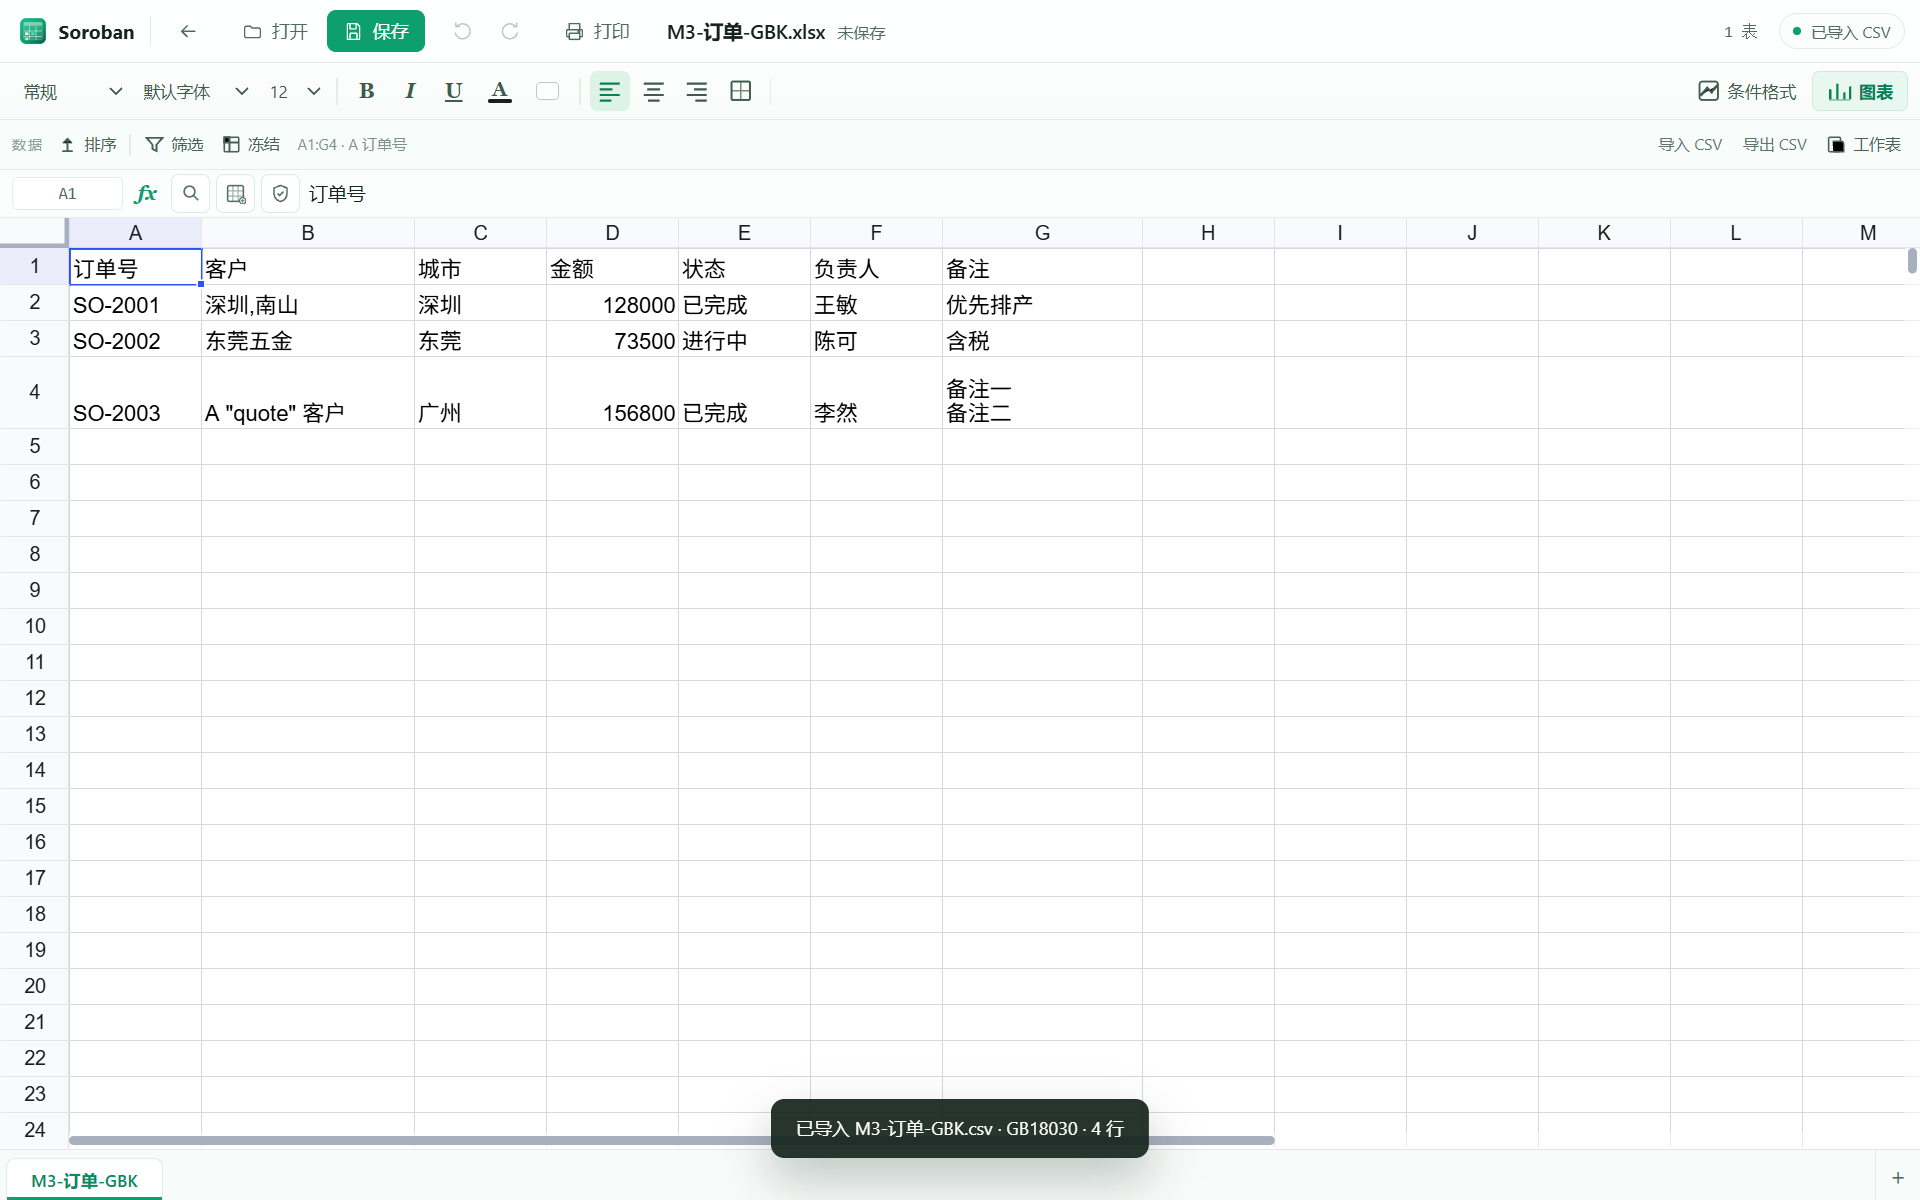 Soroban 打开 保存 打印 M3-订单-GBK.xlsx 未保存 1 表 已导入 CSV
常规 默认字体 12 B I U A 条件格式 图表
数据 排序 筛选 冻结 A1:G4 · A 订单号 导入 CSV 导出 CSV 工作表
A1 fx 订单号
A B C D E F G H I J K L M
1 订单号 客户 城市 金额 状态 负责人 备注
2 SO-2001 深圳,南山 深圳 128000 已完成 王敏 优先排产
3 SO-2002 东莞五金 东莞 73500 进行中 陈可 含税
4 SO-2003 A "quote" 客户 广州 156800 已完成 李然 备注一
备注二
5
6
7
8
9
10
11
12
13
14
15
16
17
18
19
20
21
22
23
24
已导入 M3-订单-GBK.csv · GB18030 · 4 行
M3-订单-GBK +